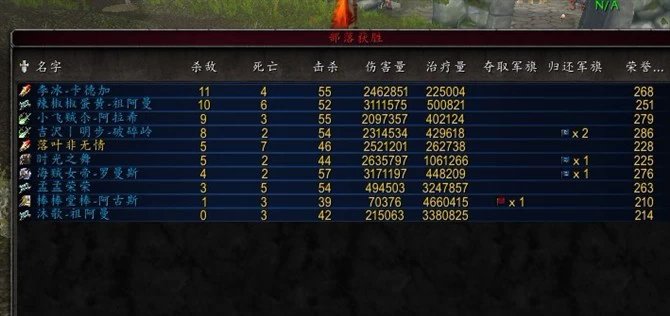 N/A
部落获胜
名字 杀敌 死亡 击杀 伤害量 治疗量 夺取军旗 归还军旗 荣誉...
李冰-卡德加 11 4 55 2462851 225004 268
辣椒椒蛋黄-祖阿曼 10 6 52 3111575 500821 251
小飞贼尕-阿拉希 9 3 55 2097357 402124 279
吉沢丨明步-破碎岭 8 2 54 2314534 429618 x 2 286
落叶非无情 5 7 46 2521201 262738 228
时光之舞 5 2 44 2635797 1061266 x 1 225
海贼女帝-罗曼斯 4 2 57 3171197 448209 x 1 276
孟孟荣荣 3 5 54 494503 3247857 263
棒棒堂棒-阿古斯 1 3 39 70376 4660415 x 1 210
沐歌-祖阿曼 0 3 42 215063 3380825 214